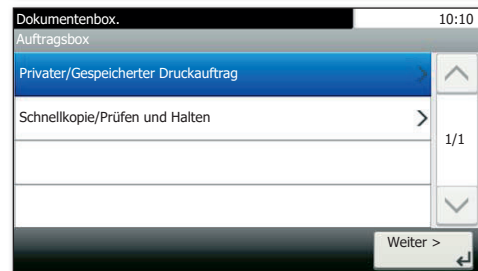 Dokumentenbox. 10:10
Auftragsbox
Privater/Gespeicherter Druckauftrag
Schnellkopie/Prüfen und Halten
1/1
Weiter >